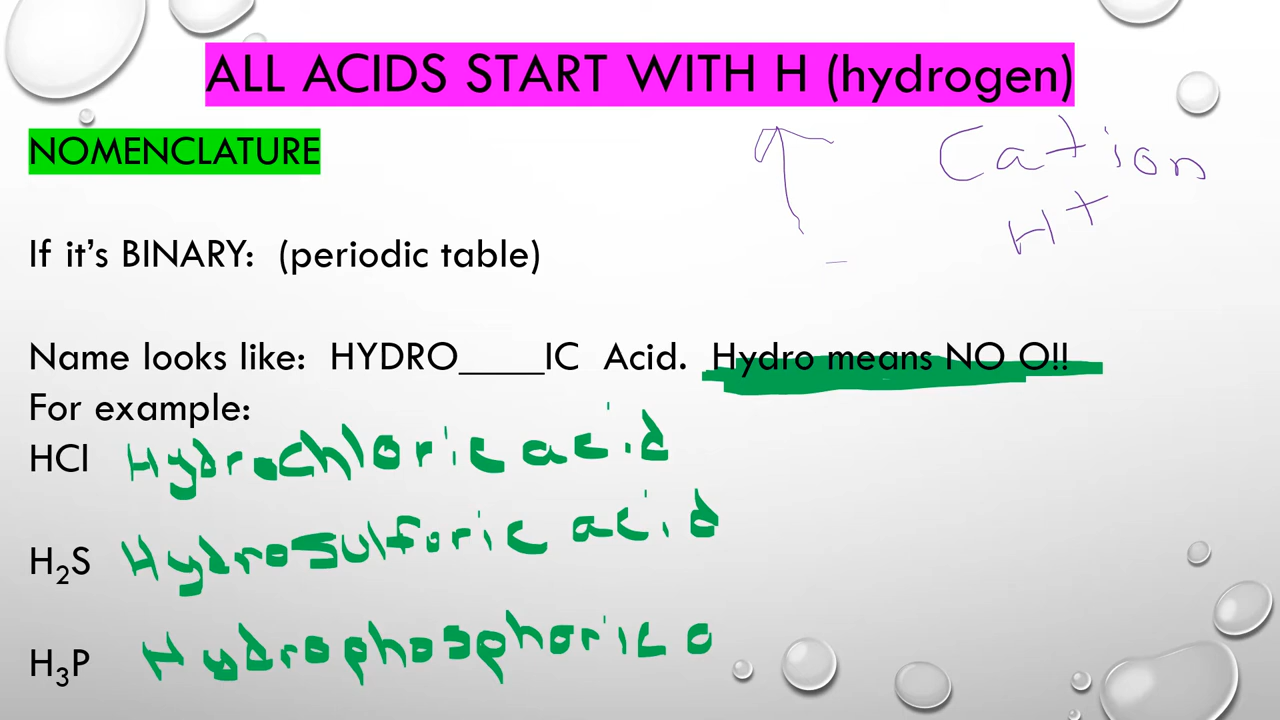 ALL ACIDS START WITH H (hydrogen)
NOMENCLATURE
Cation
H+
If it's BINARY: (periodic table)
Name looks like: HYDRO____IC Acid. Hydro means NO O!!
For example:
HCl Hydrochloric acid
H₂S Hydrosulforic acid
H₃P Hydrophosphoric a